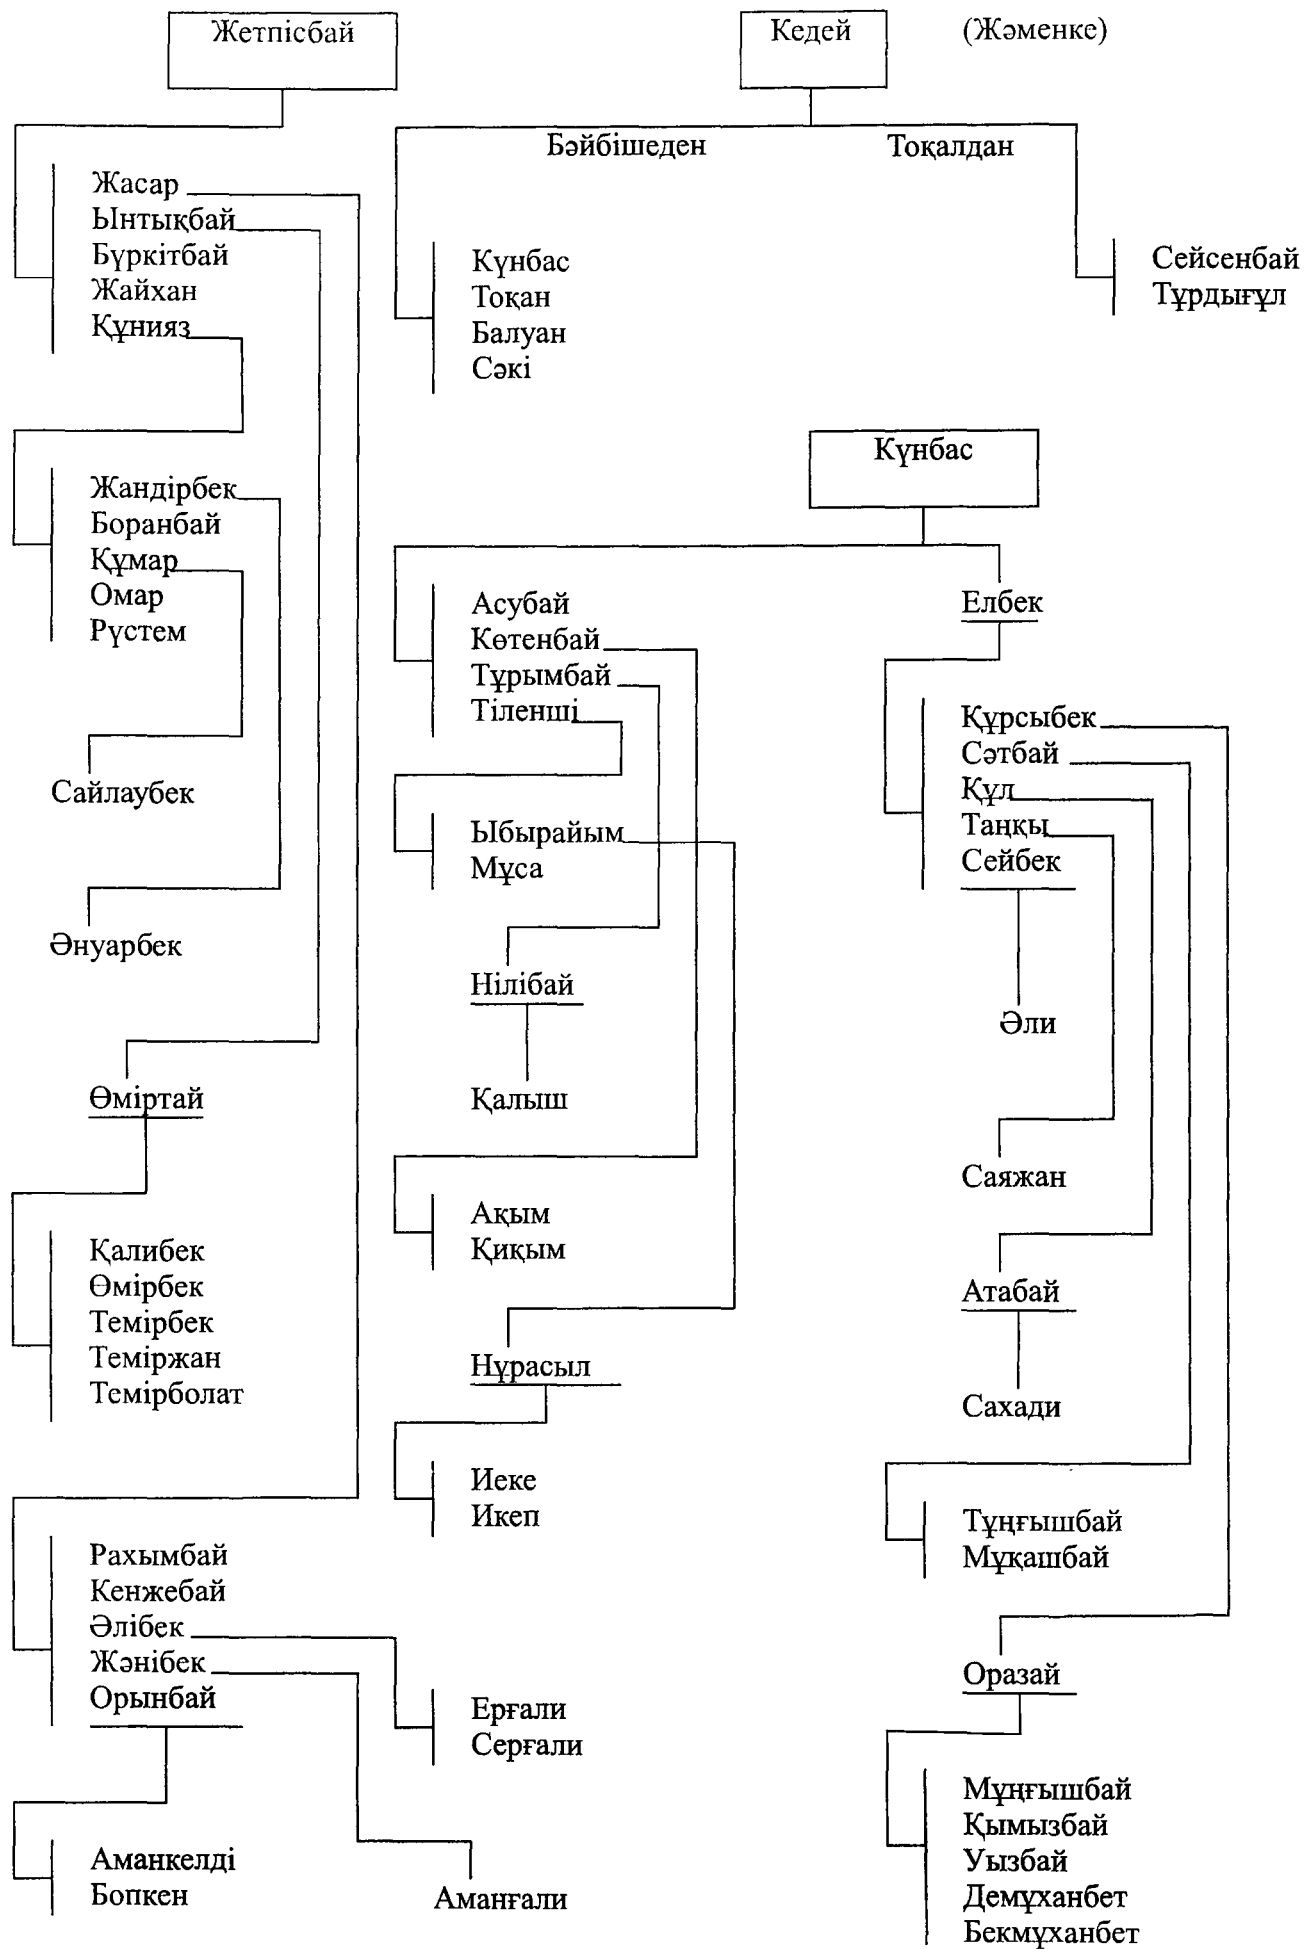 Жетпісбай
Жасар
Ынтықбай
Бүркітбай
Жайхан
Құнияз
Жандірбек
Боранбай
Құмар
Омар
Рүстем
Сайлаубек
Әнуарбек
Өміртай
Қалибек
Өмірбек
Темірбек
Теміржан
Темірболат
Рахымбай
Кенжебай
Әлібек
Жәнібек
Орынбай
Ерғали
Серғали
Аманкелді
Бопкен
Аманғали
Кедей (Жәменке)
Бәйбішеден Тоқалдан
Күнбас
Тоқан
Балуан
Сәкі
Сейсенбай
Тұрдығұл
Күнбас
Асубай
Көтенбай
Тұрымбай
Тіленші
Ыбырайым
Мұса
Нілібай
Қалыш
Ақым
Қиқым
Нұрасыл
Иеке
Икеп
Елбек
Құрсыбек
Сәтбай
Құл
Таңқы
Сейбек
Әли
Саяжан
Атабай
Сахади
Тұңғышбай
Мұқашбай
Оразай
Мұңғышбай
Қымызбай
Уызбай
Демұханбет
Бекмұханбет